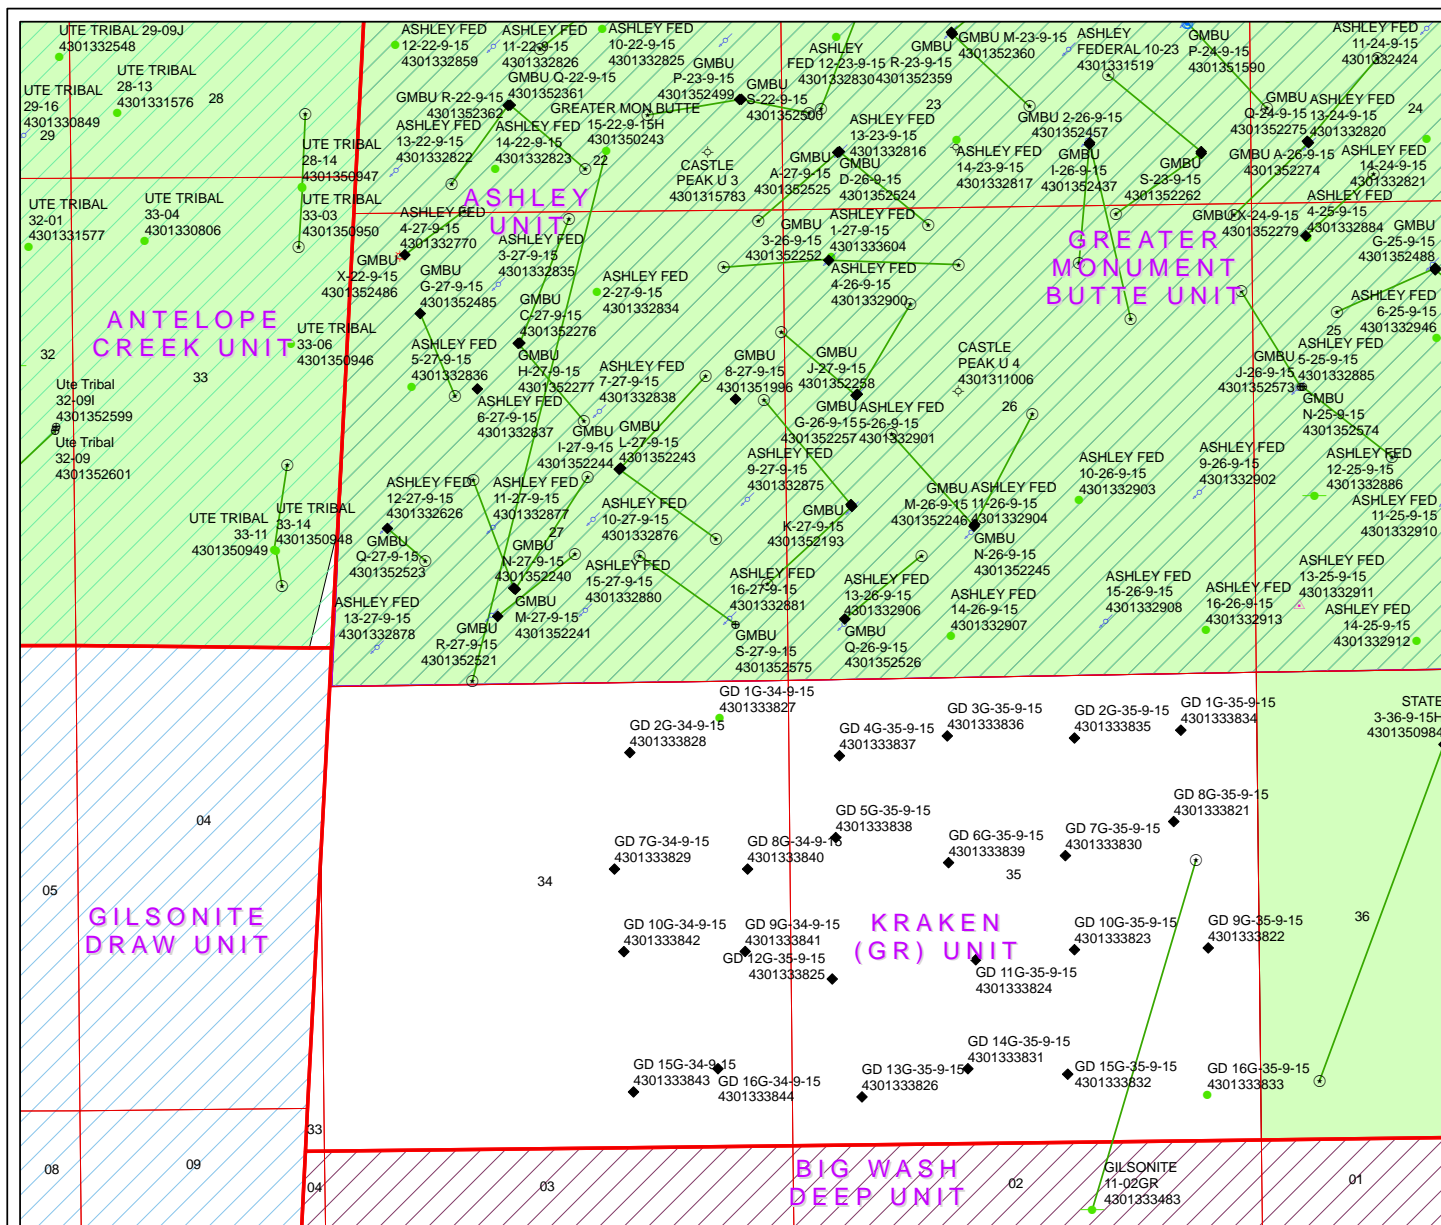 UTE TRIBAL 29-09J
4301332548
UTE TRIBAL
28-13
4301331576
28
UTE TRIBAL
29-16
4301330849
29
UTE TRIBAL
28-14
4301350947
UTE TRIBAL
32-01
4301331577
UTE TRIBAL
33-04
4301330806
UTE TRIBAL
33-03
4301350950
ANTELOPE
CREEK UNIT
UTE TRIBAL
33-06
4301350946
32
33
Ute Tribal
32-09I
4301352599
Ute Tribal
32-09
4301352601
UTE TRIBAL
33-14
4301350948
UTE TRIBAL
33-11
4301350949
ASHLEY FED
12-22-9-15
4301332859
ASHLEY FED
11-22-9-15
4301332826
ASHLEY FED
10-22-9-15
4301332825
GMBU Q-22-9-15
4301352361
GMBU R-22-9-15
4301352362
GREATER MON BUTTE
15-22-9-15H
4301350243
GMBU
P-23-9-15
4301352499
GMBU
S-22-9-15
4301352500
ASHLEY
FED 12-23-9-15
4301332830
GMBU
R-23-9-15
4301352359
GMBU M-23-9-15
4301352360
ASHLEY
FEDERAL 10-23
4301331519
GMBU
P-24-9-15
4301351590
ASHLEY FED
11-24-9-15
4301332424
23
24
22
ASHLEY FED
13-22-9-15
4301332822
ASHLEY FED
14-22-9-15
4301332823
CASTLE
PEAK U 3
4301315783
ASHLEY FED
13-23-9-15
4301332816
GMBU
A-27-9-15
4301352525
GMBU
D-26-9-15
4301352524
ASHLEY FED
14-23-9-15
4301332817
GMBU 2-26-9-15
4301352457
GMBU
I-26-9-15
4301352437
GMBU
S-23-9-15
4301352262
GMBU
Q-24-9-15
4301352275
ASHLEY FED
13-24-9-15
4301332820
GMBU A-26-9-15
4301352274
ASHLEY FED
14-24-9-15
4301332821
ASHLEY
UNIT
ASHLEY FED
4-27-9-15
4301332770
GMBU
X-22-9-15
4301352486
ASHLEY FED
3-27-9-15
4301332835
GMBU
G-27-9-15
4301352485
GMBU
C-27-9-15
4301352276
ASHLEY FED
2-27-9-15
4301332834
GMBU
3-26-9-15
4301352252
ASHLEY FED
1-27-9-15
4301333604
ASHLEY FED
4-26-9-15
4301332900
GREATER
MONUMENT
BUTTE UNIT
GMBU X-24-9-15
4301352279
ASHLEY FED
4-25-9-15
4301332884
GMBU
G-25-9-15
4301352488
ASHLEY FED
6-25-9-15
4301332946
25
ASHLEY FED
5-27-9-15
4301332836
GMBU
H-27-9-15
4301352277
ASHLEY FED
6-27-9-15
4301332837
ASHLEY FED
7-27-9-15
4301332838
GMBU
8-27-9-15
4301351996
GMBU
J-27-9-15
4301352258
CASTLE
PEAK U 4
4301311006
26
GMBU
J-26-9-15
4301352573
ASHLEY FED
5-25-9-15
4301332885
GMBU
N-25-9-15
4301352574
GMBU
I-27-9-15
4301352244
GMBU
L-27-9-15
4301352243
GMBU
G-26-9-15
4301352257
ASHLEY FED
5-26-9-15
4301332901
ASHLEY FED
9-27-9-15
4301332875
ASHLEY FED
10-26-9-15
4301332903
ASHLEY FED
9-26-9-15
4301332902
ASHLEY FED
12-25-9-15
4301332886
ASHLEY FED
11-25-9-15
4301332910
ASHLEY FED
12-27-9-15
4301332626
ASHLEY FED
11-27-9-15
4301332877
27
ASHLEY FED
10-27-9-15
4301332876
GMBU
K-27-9-15
4301352193
GMBU
M-26-9-15
4301352246
ASHLEY FED
11-26-9-15
4301332904
GMBU
N-26-9-15
4301352245
GMBU
Q-27-9-15
4301352523
GMBU
N-27-9-15
4301352240
GMBU
M-27-9-15
4301352241
ASHLEY FED
15-27-9-15
4301332880
ASHLEY FED
16-27-9-15
4301332881
ASHLEY FED
13-26-9-15
4301332906
ASHLEY FED
14-26-9-15
4301332907
ASHLEY FED
15-26-9-15
4301332908
ASHLEY FED
16-26-9-15
4301332913
ASHLEY FED
13-25-9-15
4301332911
ASHLEY FED
14-25-9-15
4301332912
ASHLEY FED
13-27-9-15
4301332878
GMBU
R-27-9-15
4301352521
GMBU
S-27-9-15
4301352575
GMBU
Q-26-9-15
4301352526
GD 1G-34-9-15
4301333827
GD 2G-34-9-15
4301333828
GD 4G-35-9-15
4301333837
GD 3G-35-9-15
4301333836
GD 2G-35-9-15
4301333835
GD 1G-35-9-15
4301333834
STATE
3-36-9-15H
4301350984
04
05
GD 7G-34-9-15
4301333829
GD 8G-34-9-15
4301333840
GD 5G-35-9-15
4301333838
GD 6G-35-9-15
4301333839
GD 7G-35-9-15
4301333830
GD 8G-35-9-15
4301333821
34
35
36
GILSONITE
DRAW UNIT
GD 10G-34-9-15
4301333842
GD 9G-34-9-15
4301333841
GD 12G-35-9-15
4301333825
KRAKEN
(GR) UNIT
GD 11G-35-9-15
4301333824
GD 10G-35-9-15
4301333823
GD 9G-35-9-15
4301333822
GD 15G-34-9-15
4301333843
GD 16G-34-9-15
4301333844
GD 13G-35-9-15
4301333826
GD 14G-35-9-15
4301333831
GD 15G-35-9-15
4301333832
GD 16G-35-9-15
4301333833
33
08
09
04
03
BIG WASH
DEEP UNIT
02
GILSONITE
11-02GR
4301333483
01